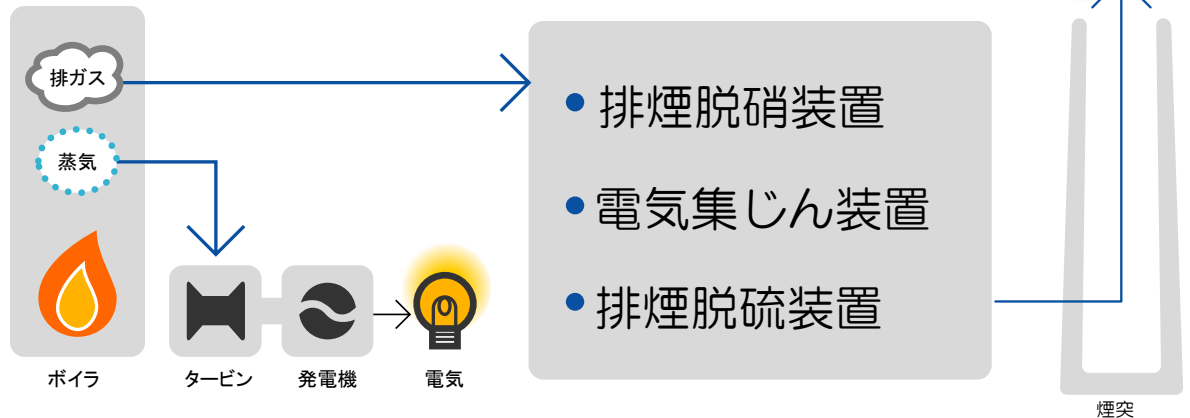 排ガス
蒸気
ボイラ
タービン
発電機
電気
• 排煙脱硝装置
• 電気集じん装置
• 排煙脱硫装置
煙突